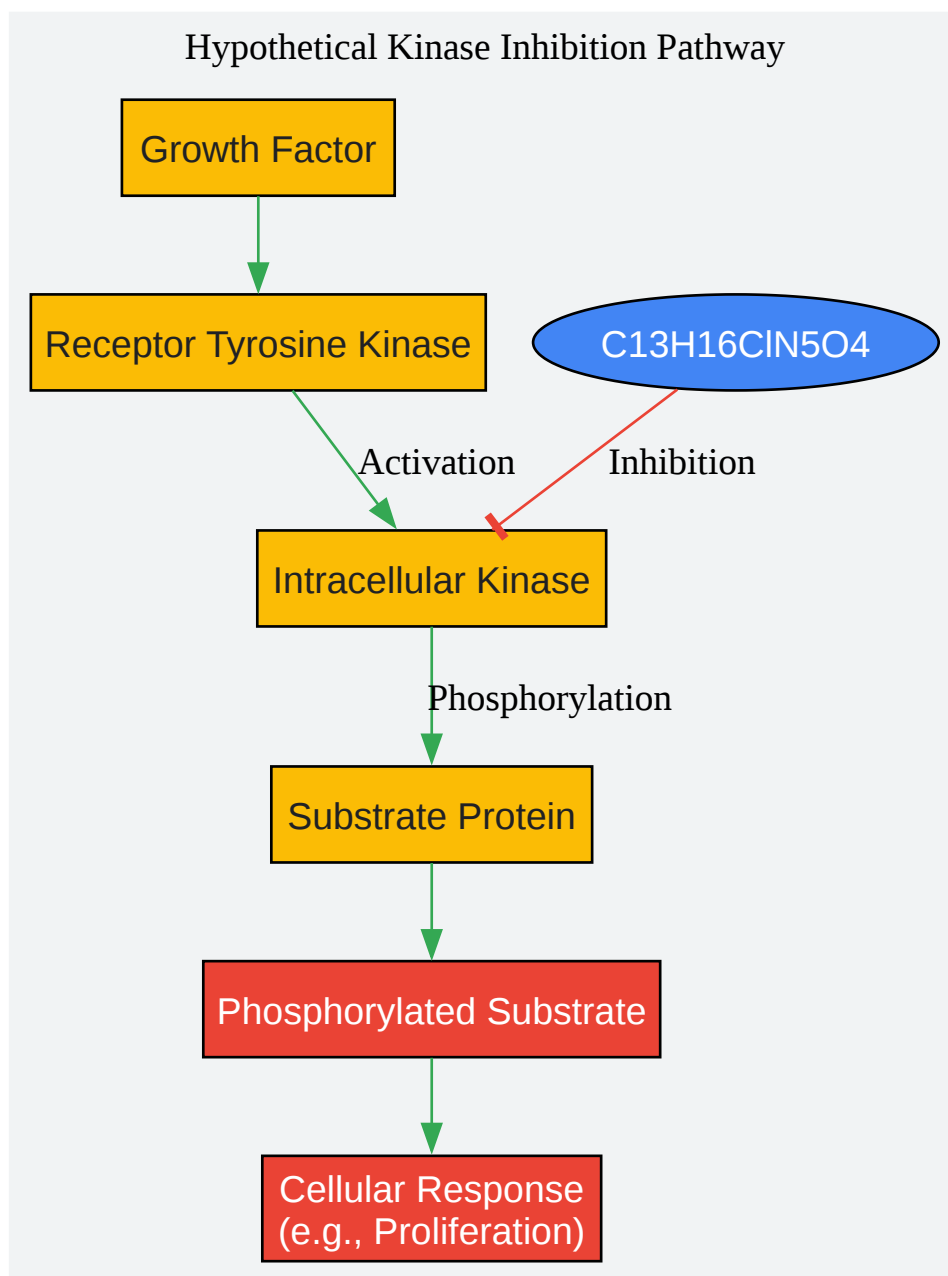 Hypothetical Kinase Inhibition Pathway
Growth Factor
Receptor Tyrosine Kinase
C13H16ClN5O4
Activation
Inhibition
Intracellular Kinase
Phosphorylation
Substrate Protein
Phosphorylated Substrate
Cellular Response
(e.g., Proliferation)